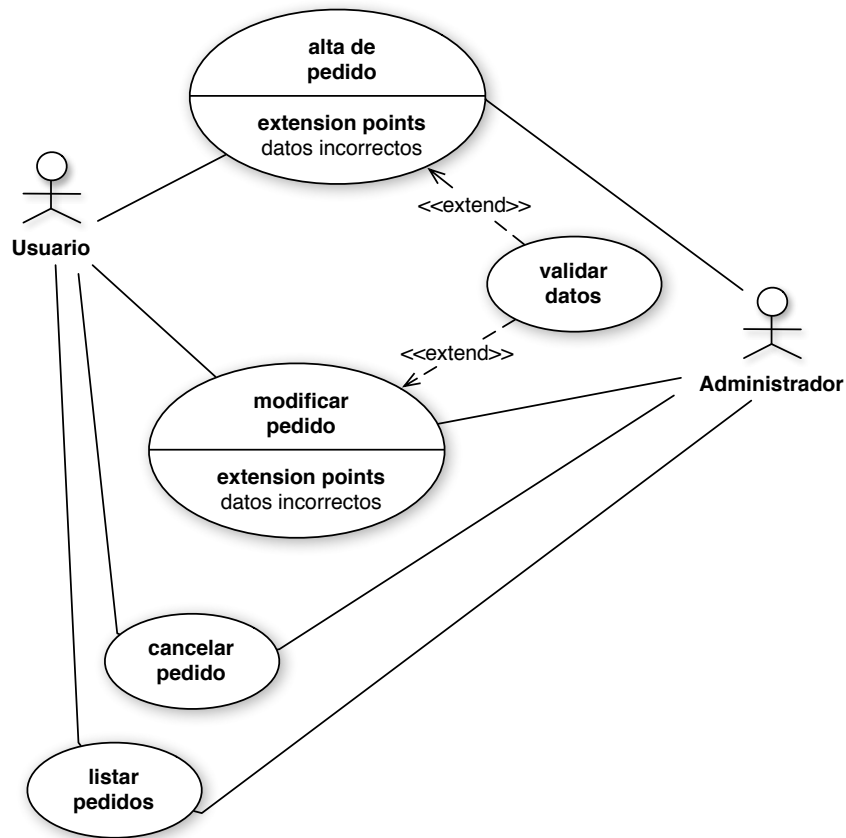 alta de
pedido
extension points
datos incorrectos
<<extend>>
Usuario
validar
datos
<<extend>>
Administrador
modificar
pedido
extension points
datos incorrectos
cancelar
pedido
listar
pedidos